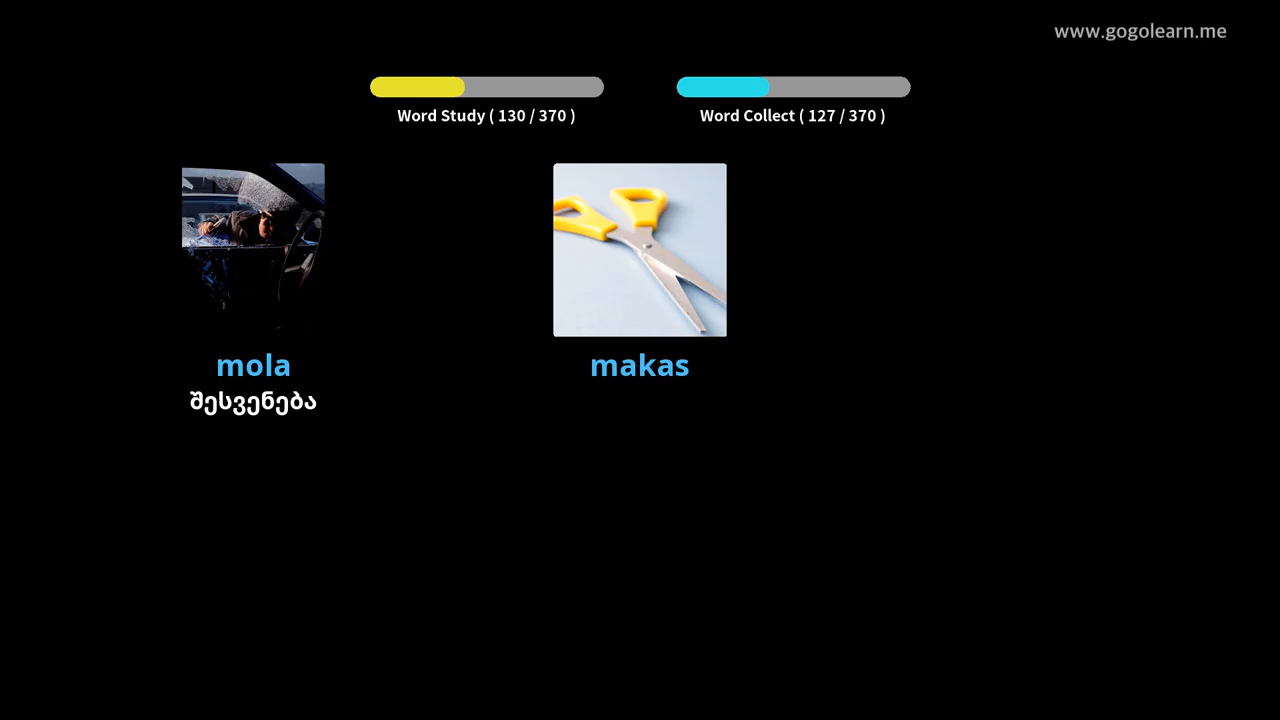 www.gogolearn.me
Word Study ( 130 / 370 )
Word Collect ( 127 / 370 )
mola
შესვენება
makas